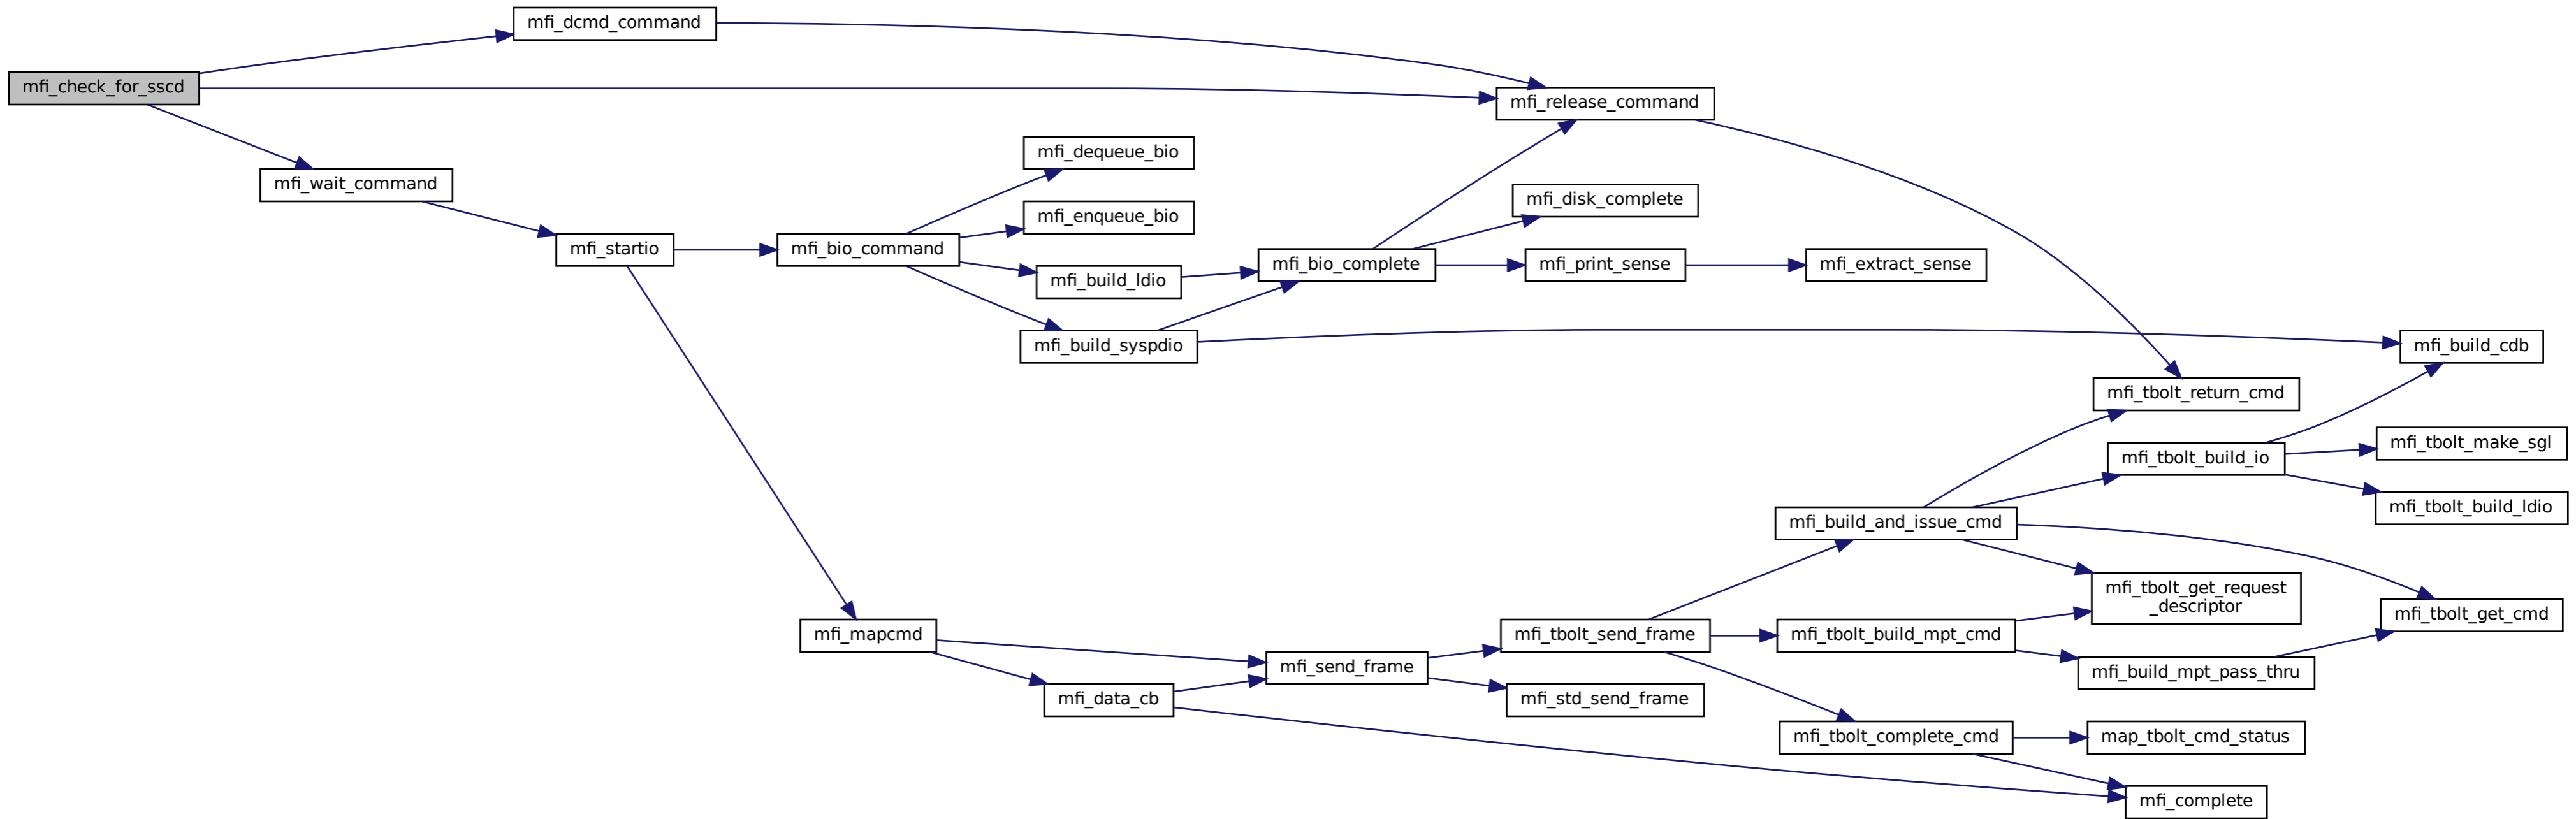 mfi_dcmd_command
mfi_check_for_sscd
mfi_release_command
mfi_dequeue_bio
mfi_wait_command
mfi_disk_complete
mfi_enqueue_bio
mfi_startio
mfi_bio_command
mfi_bio_complete
mfi_print_sense
mfi_extract_sense
mfi_build_ldio
mfi_build_syspdio
mfi_build_cdb
mfi_tbolt_return_cmd
mfi_tbolt_make_sgl
mfi_tbolt_build_io
mfi_tbolt_build_ldio
mfi_build_and_issue_cmd
mfi_tbolt_get_request
_descriptor
mfi_tbolt_get_cmd
mfi_mapcmd
mfi_tbolt_send_frame
mfi_tbolt_build_mpt_cmd
mfi_send_frame
mfi_build_mpt_pass_thru
mfi_data_cb
mfi_std_send_frame
mfi_tbolt_complete_cmd
map_tbolt_cmd_status
mfi_complete